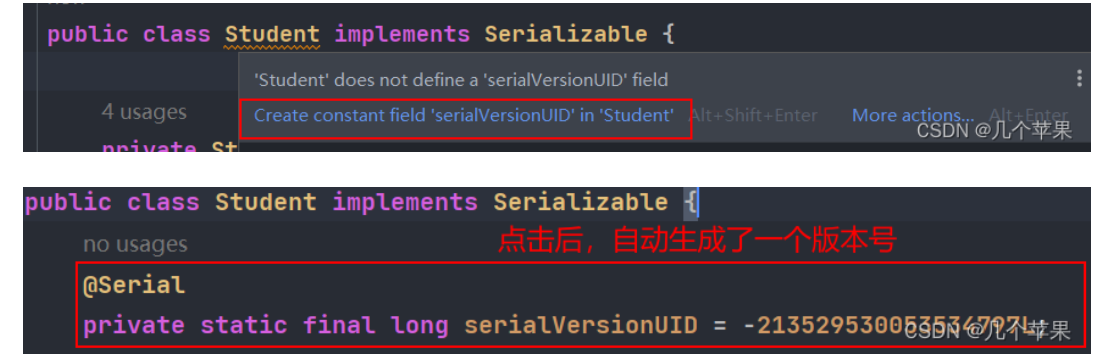 public class Student implements Serializable {
'Student' does not define a 'serialVersionUID' field
4 usages
Create constant field 'serialVersionUID' in 'Student' Alt+Shift+Enter More actions... Alt+Enter
CSDN @几个苹果
private St
public class Student implements Serializable {
no usages
点击后，自动生成了一个版本号
@Serial
private static final long serialVersionUID =
CSDN @几个苹果